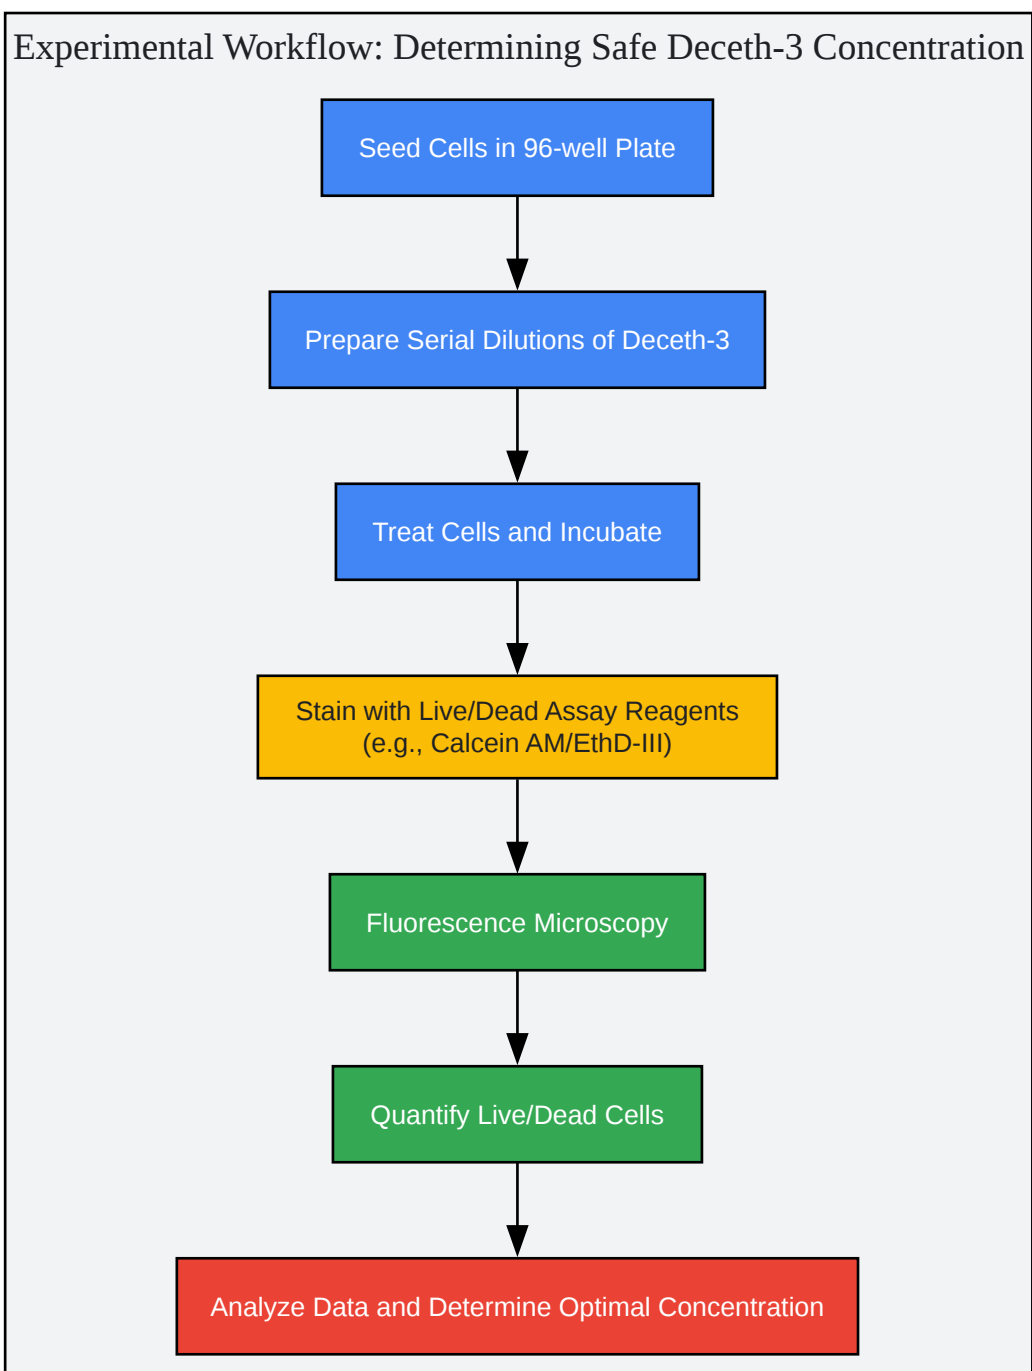 Experimental Workflow: Determining Safe Deceth-3 Concentration
Seed Cells in 96-well Plate
Prepare Serial Dilutions of Deceth-3
Treat Cells and Incubate
Stain with Live/Dead Assay Reagents
(e.g., Calcein AM/EthD-III)
Fluorescence Microscopy
Quantify Live/Dead Cells
Analyze Data and Determine Optimal Concentration